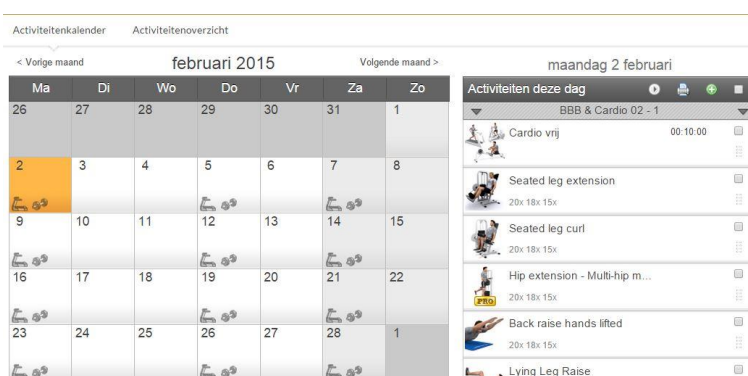 Activiteitenkalender Activiteitenoverzicht
< Vorige maand februari 2015 Volgende maand >
Ma Di Wo Do Vr Za Zo
26 27 28 29 30 31 1
2 3 4 5 6 7 8
9 10 11 12 13 14 15
16 17 18 19 20 21 22
23 24 25 26 27 28 1
maandag 2 februari
Activiteiten deze dag
BBB & Cardio 02 - 1
Cardio vrij 00:10:00
Seated leg extension
20x 18x 15x
Seated leg curl
20x 18x 15x
Hip extension - Multi-hip m...
PRO
20x 18x 15x
Back raise hands lifted
20x 18x 15x
Lying Leg Raise